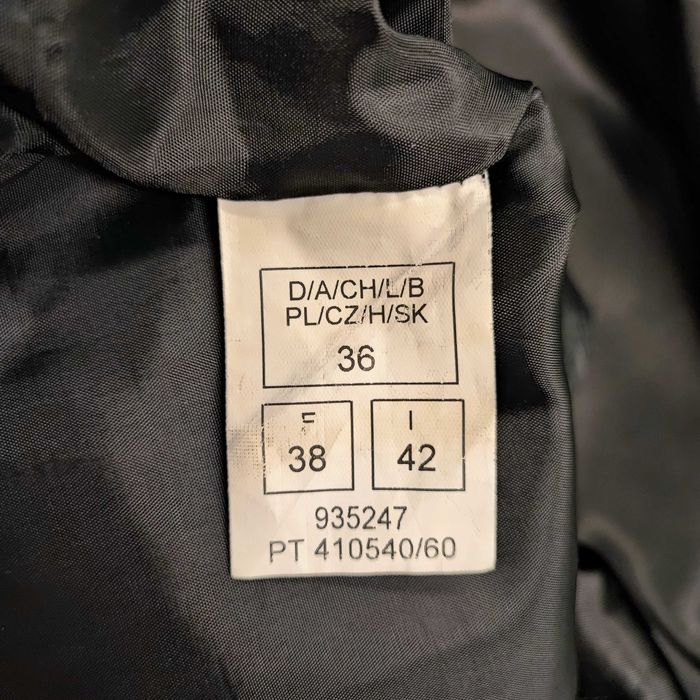 D/A/CH/L/B
PL/CZ/H/SK
36
F
38
I
42
935247
PT 410540/60